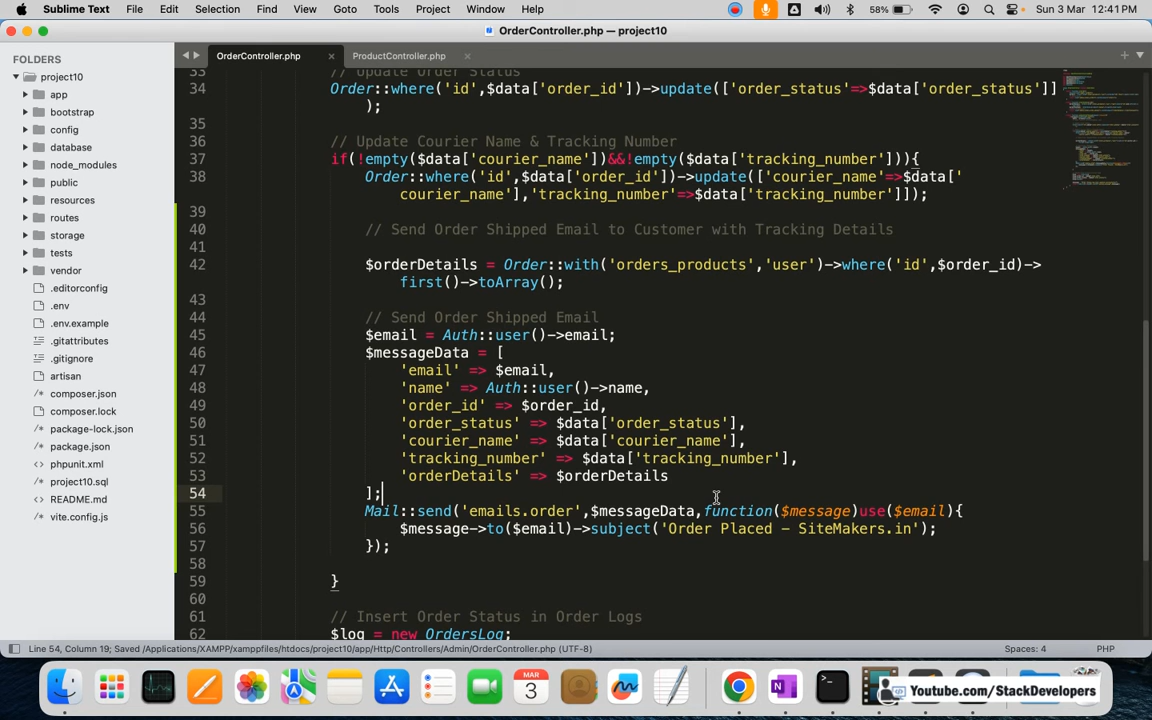 Sublime Text File Edit Selection Find View Goto Tools Project Window Help 58% Sun 3 Mar 12:41PM
OrderController.php — project10
FOLDERS
project10
app
bootstrap
config
database
node_modules
public
resources
routes
storage
tests
vendor
.editorconfig
.env
.env.example
.gitattributes
.gitignore
artisan
composer.json
composer.lock
package-lock.json
package.json
phpunit.xml
project10.sql
README.md
vite.config.js
OrderController.php × ProductController.php ×
33 // Update Order Status
34 Order::where('id',$data['order_id'])->update(['order_status'=>$data['order_status']]
);
35
36 // Update Courier Name & Tracking Number
37 if(!empty($data['courier_name'])&&!empty($data['tracking_number'])){
38 Order::where('id',$data['order_id'])->update(['courier_name'=>$data['
courier_name'],'tracking_number'=>$data['tracking_number']]);
39
40 // Send Order Shipped Email to Customer with Tracking Details
41
42 $orderDetails = Order::with('orders_products','user')->where('id',$order_id)->
first()->toArray();
43
44 // Send Order Shipped Email
45 $email = Auth::user()->email;
46 $messageData = [
47 'email' => $email,
48 'name' => Auth::user()->name,
49 'order_id' => $order_id,
50 'order_status' => $data['order_status'],
51 'courier_name' => $data['courier_name'],
52 'tracking_number' => $data['tracking_number'],
53 'orderDetails' => $orderDetails
54 ];
55 Mail::send('emails.order',$messageData,function($message)use($email){
56 $message->to($email)->subject('Order Placed - SiteMakers.in');
57 });
58
59 }
60
61 // Insert Order Status in Order Logs
62 $log = new OrdersLog;
Line 54, Column 19; Saved /Applications/XAMPP/xamppfiles/htdocs/project10/app/Http/Controllers/Admin/OrderController.php (UTF-8) Spaces: 4 PHP
MAR
3
Youtube.com/StackDevelopers